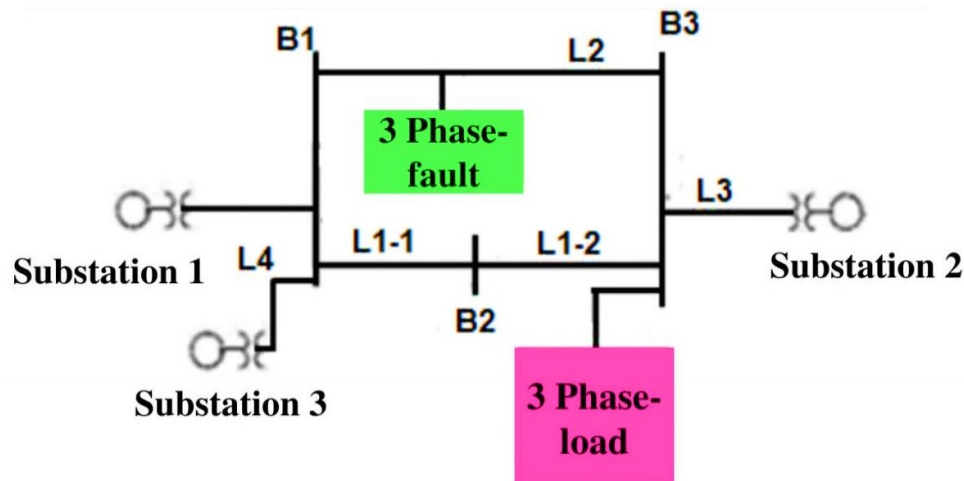 B1
B3
L2
3 Phase-
fault
L3
L4
L1-1
L1-2
Substation 1
Substation 2
B2
Substation 3
3 Phase-
load